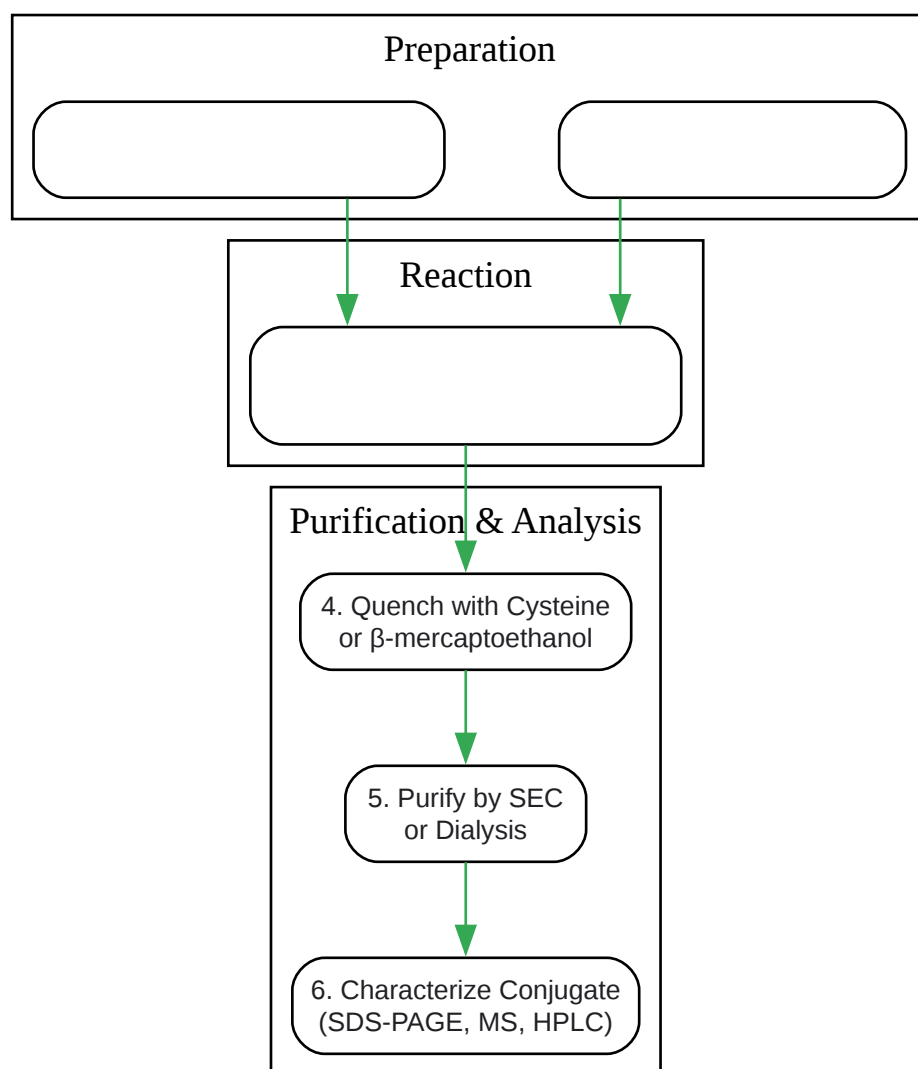 Preparation
Reaction
Purification & Analysis
4. Quench with Cysteine
or β-mercaptoethanol
5. Purify by SEC
or Dialysis
6. Characterize Conjugate
(SDS-PAGE, MS, HPLC)